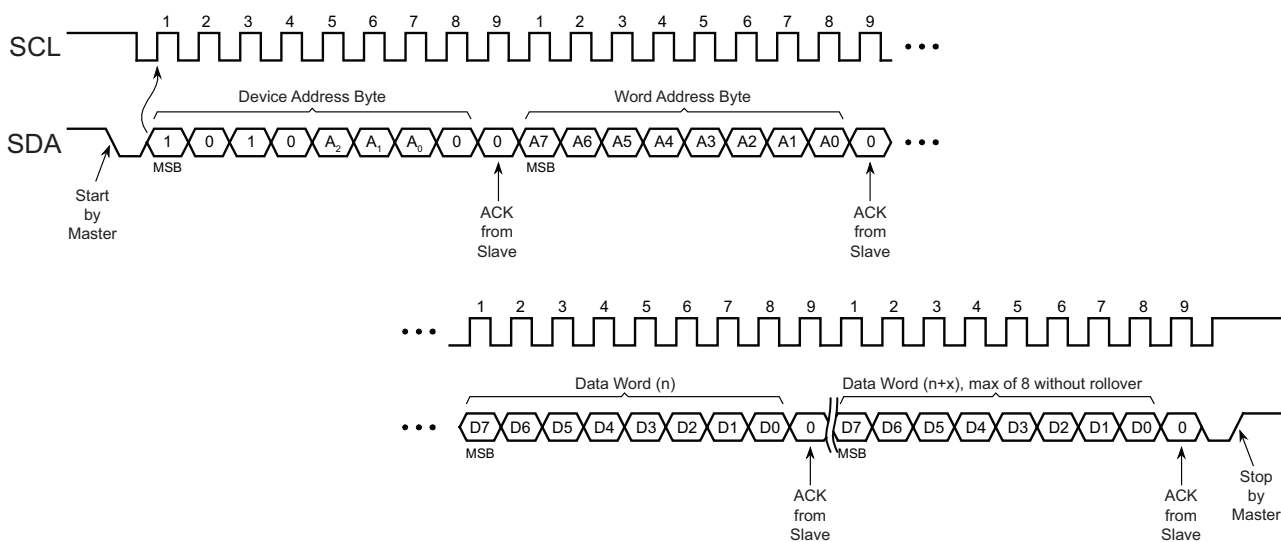 1 2 3 4 5 6 7 8 9 1 2 3 4 5 6 7 8 9
SCL
Device Address Byte Word Address Byte
SDA 1 0 1 0 A2 A1 A0 0 0 A7 A6 A5 A4 A3 A2 A1 A0 0
MSB MSB
Start
by
Master
ACK
from
Slave
ACK
from
Slave
1 2 3 4 5 6 7 8 9 1 2 3 4 5 6 7 8 9
Data Word (n) Data Word (n+x), max of 8 without rollover
D7 D6 D5 D4 D3 D2 D1 D0 0 D7 D6 D5 D4 D3 D2 D1 D0 0
MSB MSB
ACK
from
Slave
ACK
from
Slave
Stop
by
Master